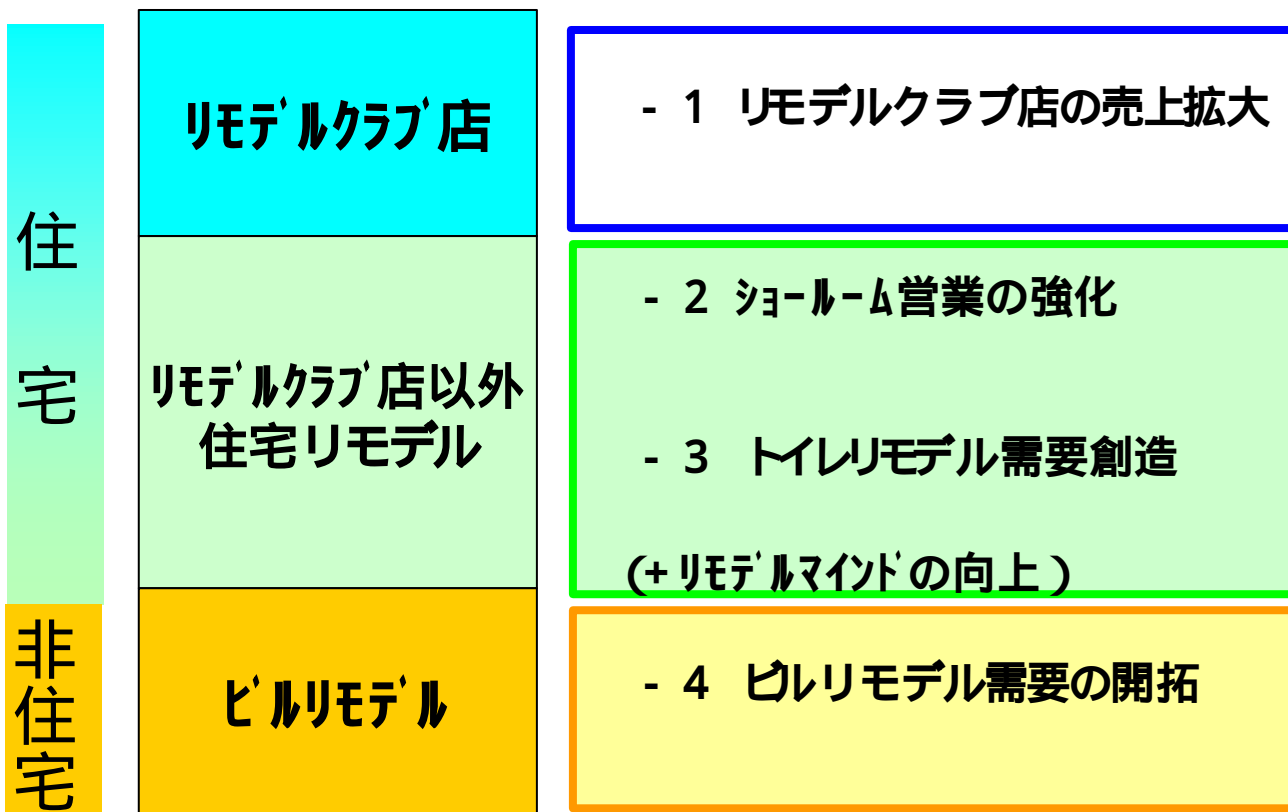 住宅
リモデルクラブ店
- 1 リモデルクラブ店の売上拡大
リモデルクラブ店以外
住宅リモデル
- 2 ショールーム営業の強化
- 3 トイレリモデル需要創造
(+リモデルマインドの向上)
非住宅
ビルリモデル
- 4 ビルリモデル需要の開拓